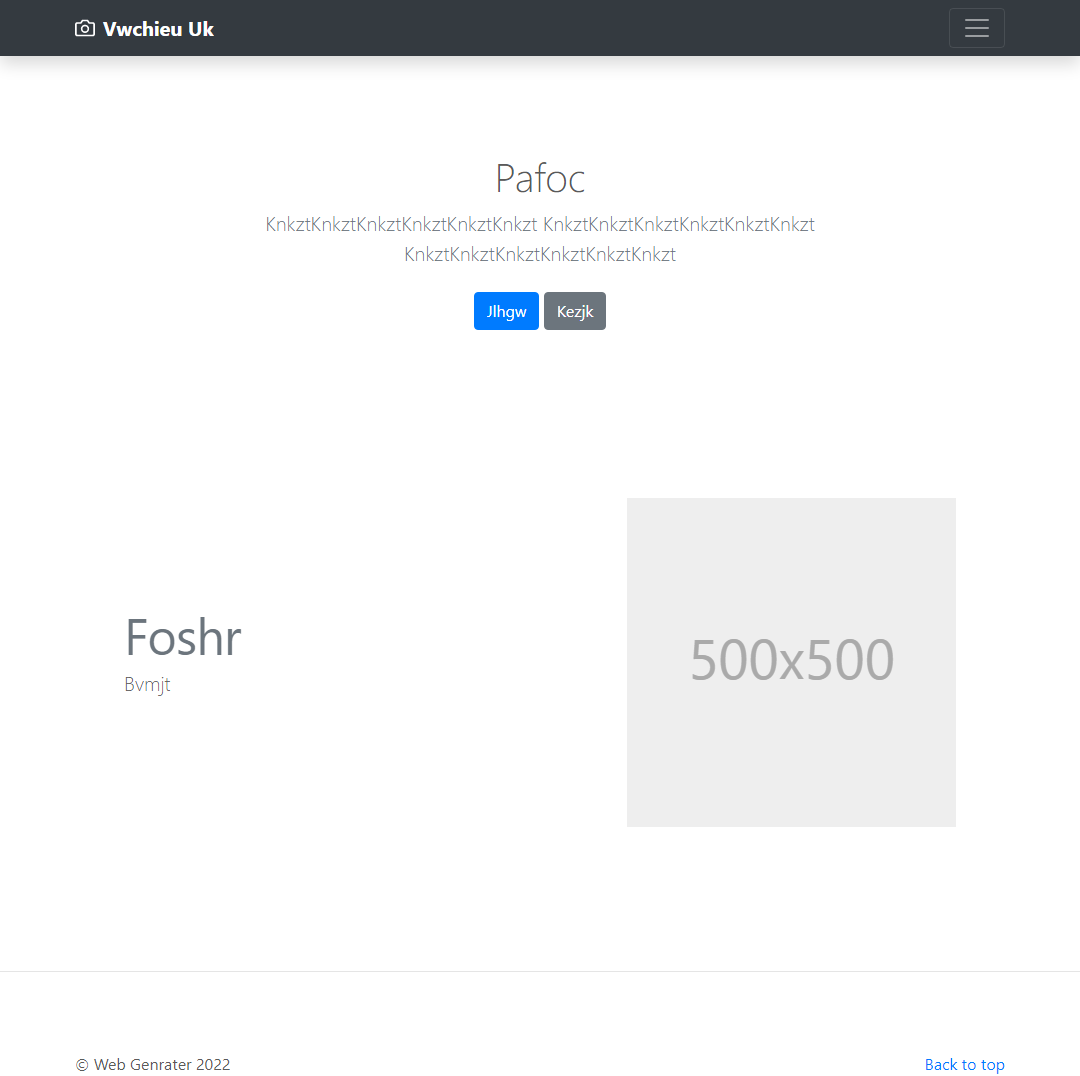 Vwchieu Uk
Pafoc
KnkztKnkztKnkztKnkztKnkztKnkzt KnkztKnkztKnkztKnkztKnkztKnkzt
KnkztKnkztKnkztKnkztKnkztKnkzt
Jlhgw Kezjk
500x500
Foshr
Bvmjt
© Web Genrater 2022 Back to top